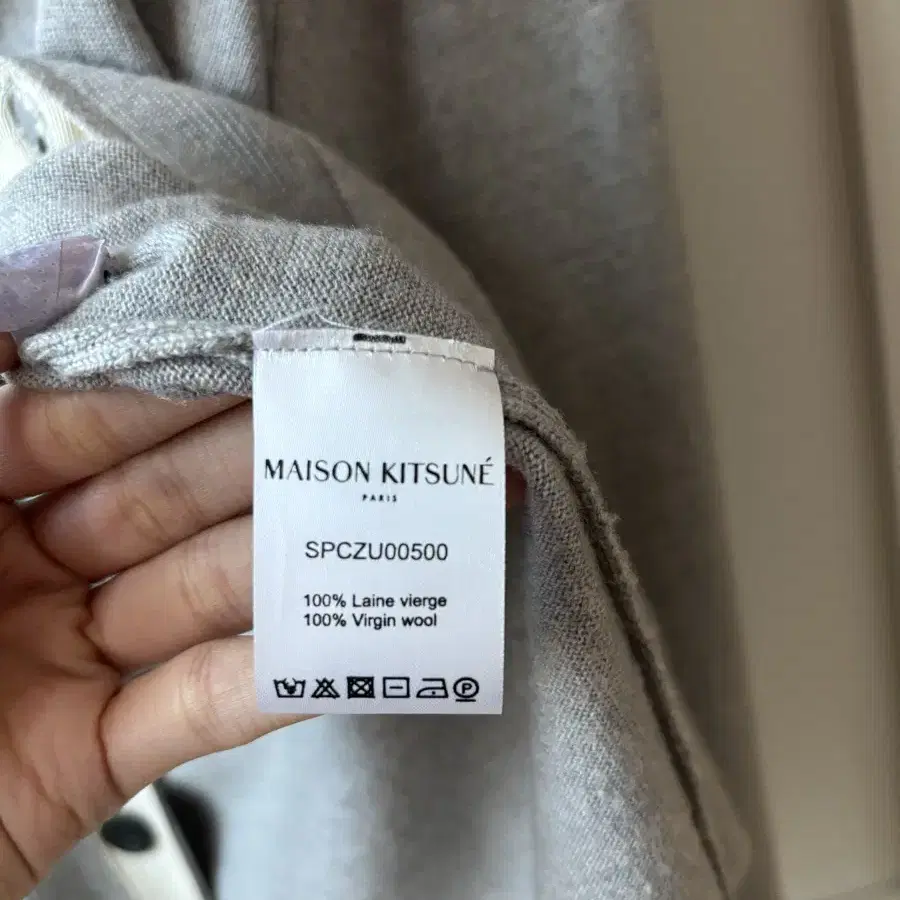 MAISON KITSUNÉ
PARIS
SPCZU00500
100% Laine vierge
100% Virgin wool
P